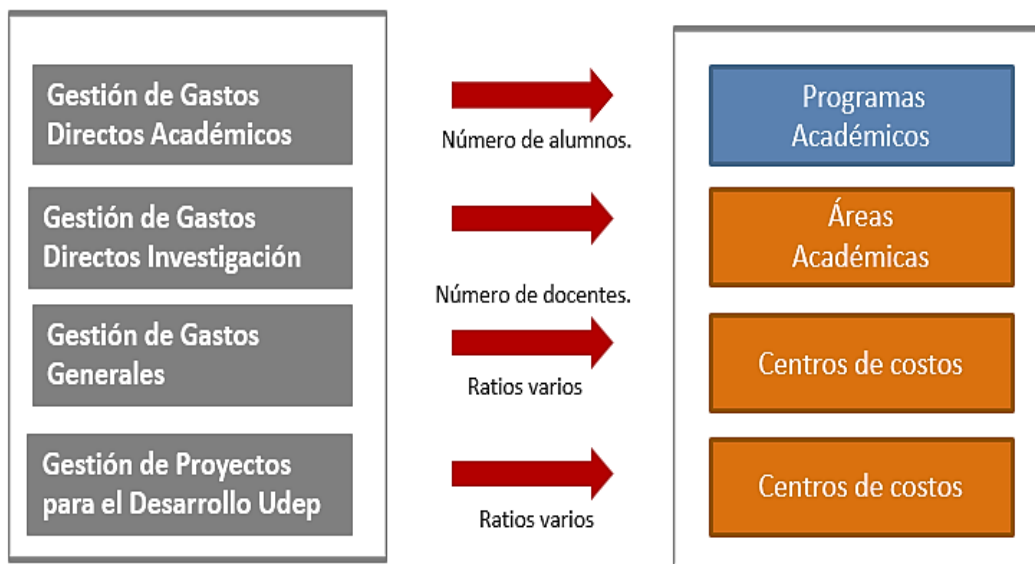 Gestión de Gastos
Directos Académicos
Número de alumnos.
Programas
Académicos
Gestión de Gastos
Directos Investigación
Número de docentes.
Áreas
Académicas
Gestión de Gastos
Generales
Ratios varios
Centros de costos
Gestión de Proyectos
para el Desarrollo Udep
Ratios varios
Centros de costos